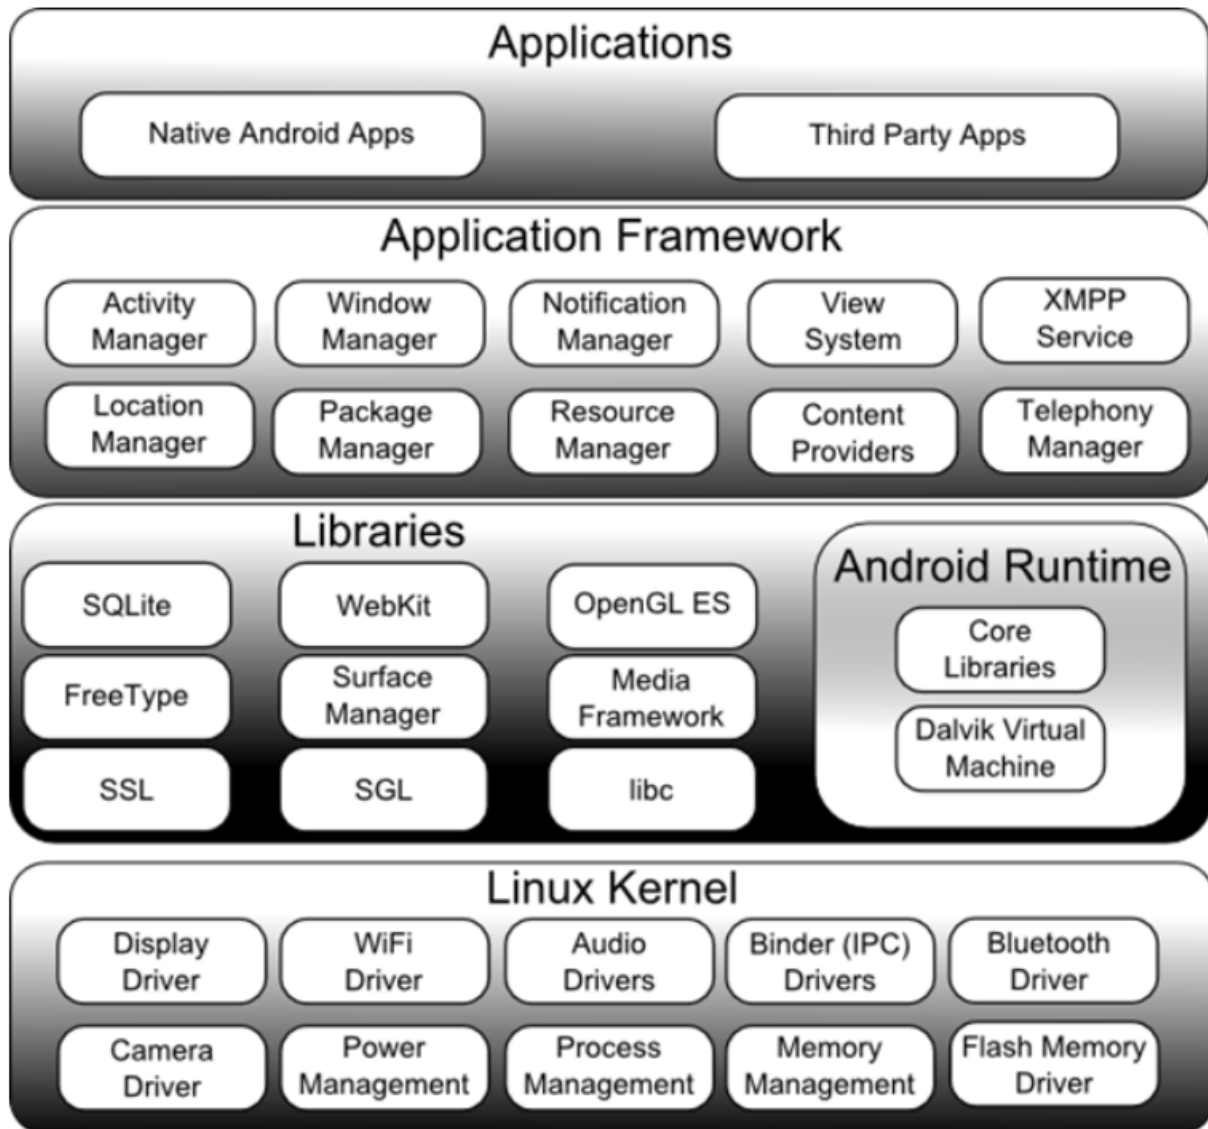 Applications
Native Android Apps
Third Party Apps
Application Framework
Activity
Manager
Window
Manager
Notification
Manager
View
System
XMPP
Service
Location
Manager
Package
Manager
Resource
Manager
Content
Providers
Telephony
Manager
Libraries
SQLite
WebKit
OpenGL ES
FreeType
Surface
Manager
Media
Framework
SSL
SGL
libc
Android Runtime
Core
Libraries
Dalvik Virtual
Machine
Linux Kernel
Display
Driver
WiFi
Driver
Audio
Drivers
Binder (IPC)
Drivers
Bluetooth
Driver
Camera
Driver
Power
Management
Process
Management
Memory
Management
Flash Memory
Driver